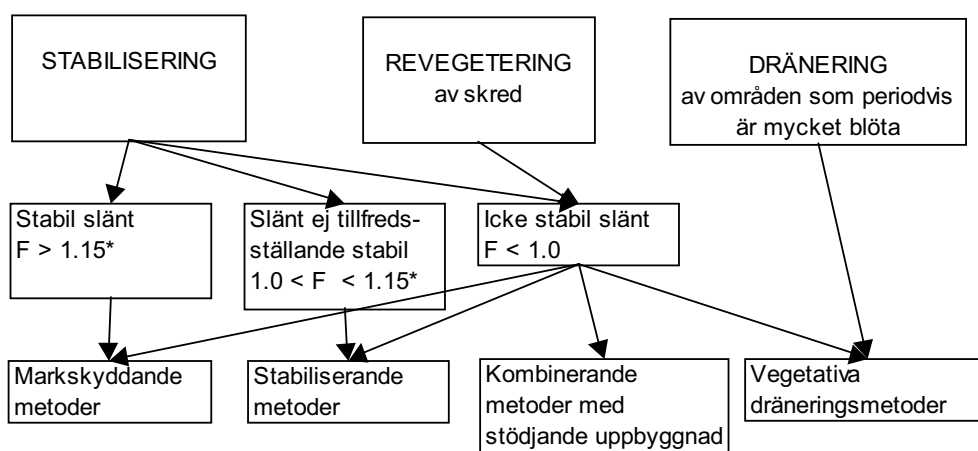 STABILISERING
REVEGETERING
av skred
DRÄNERING
av områden som periodvis
är mycket blöta
Stabil slänt
F > 1.15*
Slänt ej tillfreds-
ställande stabil
1.0 < F < 1.15*
Icke stabil slänt
F < 1.0
Markskyddande
metoder
Stabiliserande
metoder
Kombinerande
metoder med
stödjande uppbyggnad
Vegetativa
dräneringsmetoder